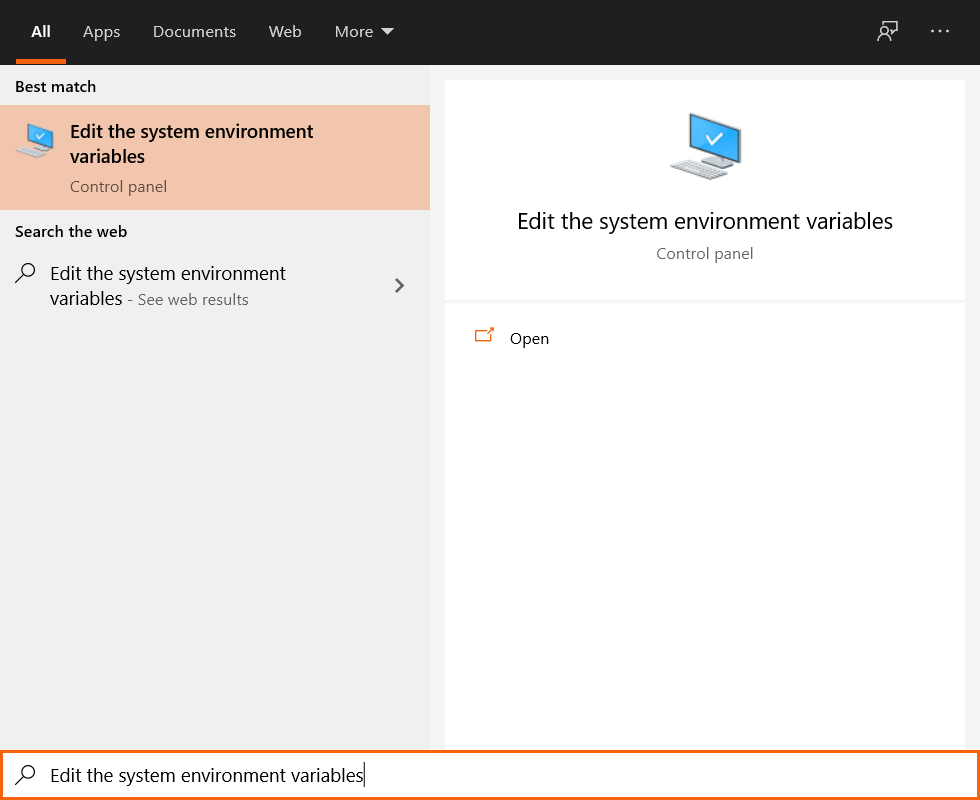 All Apps Documents Web More
Best match
Edit the system environment
variables
Control panel
Search the web
Edit the system environment
variables - See web results
Edit the system environment variables
Control panel
Open
Edit the system environment variables